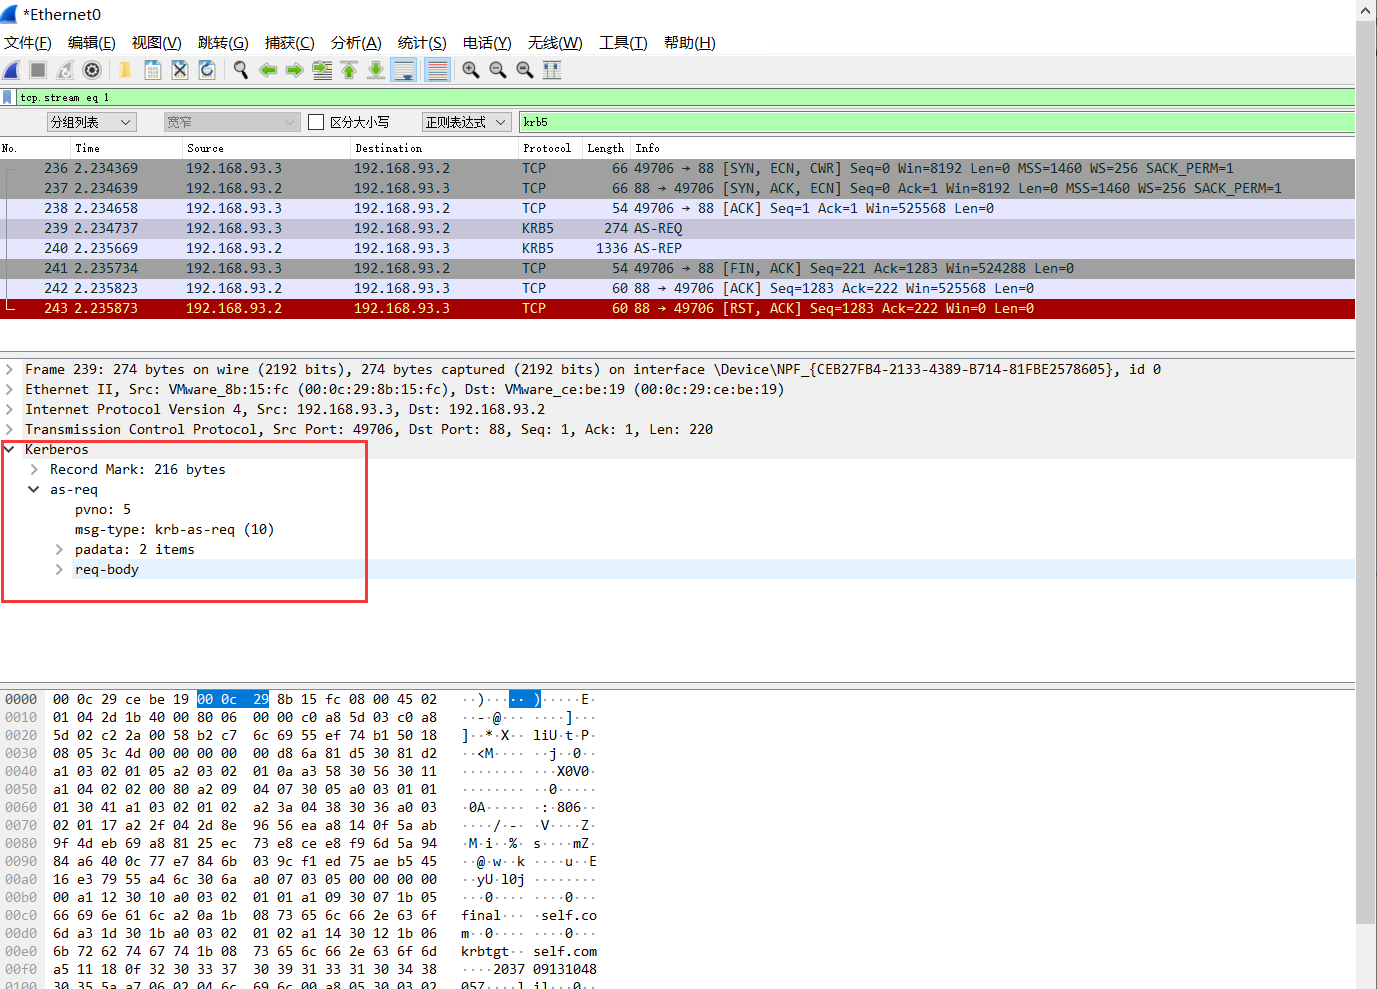 *Ethernet0
文件(F) 编辑(E) 视图(V) 跳转(G) 捕获(C) 分析(A) 统计(S) 电话(Y) 无线(W) 工具(T) 帮助(H)
tcp.stream eq 1
分组列表 宽窄 区分大小写 正则表达式 krb5
No. Time Source Destination Protocol Length Info
236 2.234369 192.168.93.3 192.168.93.2 TCP 66 49706 → 88 [SYN, ECN, CWR] Seq=0 Win=8192 Len=0 MSS=1460 WS=256 SACK_PERM=1
237 2.234639 192.168.93.2 192.168.93.3 TCP 66 88 → 49706 [SYN, ACK, ECN] Seq=0 Ack=1 Win=8192 Len=0 MSS=1460 WS=256 SACK_PERM=1
238 2.234658 192.168.93.3 192.168.93.2 TCP 54 49706 → 88 [ACK] Seq=1 Ack=1 Win=525568 Len=0
239 2.234737 192.168.93.3 192.168.93.2 KRB5 274 AS-REQ
240 2.235669 192.168.93.2 192.168.93.3 KRB5 1336 AS-REP
241 2.235734 192.168.93.3 192.168.93.2 TCP 54 49706 → 88 [FIN, ACK] Seq=221 Ack=1283 Win=524288 Len=0
242 2.235823 192.168.93.2 192.168.93.3 TCP 60 88 → 49706 [ACK] Seq=1283 Ack=222 Win=525568 Len=0
243 2.235873 192.168.93.2 192.168.93.3 TCP 60 88 → 49706 [RST, ACK] Seq=1283 Ack=222 Win=0 Len=0
Frame 239: 274 bytes on wire (2192 bits), 274 bytes captured (2192 bits) on interface \Device\NPF_{CEB27FB4-2133-4389-B714-81FBE2578605}, id 0
Ethernet II, Src: VMware_8b:15:fc (00:0c:29:8b:15:fc), Dst: VMware_ce:be:19 (00:0c:29:ce:be:19)
Internet Protocol Version 4, Src: 192.168.93.3, Dst: 192.168.93.2
Transmission Control Protocol, Src Port: 49706, Dst Port: 88, Seq: 1, Ack: 1, Len: 220
Kerberos
Record Mark: 216 bytes
as-req
pvno: 5
msg-type: krb-as-req (10)
padata: 2 items
req-body
0000 00 0c 29 ce be 19 00 0c 29 8b 15 fc 08 00 45 02 ··)·····)·····E·
0010 01 04 2d 1b 40 00 80 06 00 00 c0 a8 5d 03 c0 a8 ··-·@·······]···
0020 5d 02 c2 2a 00 58 b2 c7 6c 69 55 ef 74 b1 50 18 ]··*·X··liU·t·P·
0030 08 05 3c 4d 00 00 00 00 00 d8 6a 81 d5 30 81 d2 ··<M······j··0··
0040 a1 03 02 01 05 a2 03 02 01 0a a3 58 30 56 30 11 ···········X0V0·
0050 a1 04 02 02 00 80 a2 09 04 07 30 05 a0 03 01 01 ··········0·····
0060 01 30 41 a1 03 02 01 02 a2 3a 04 38 30 36 a0 03 ·0A······:·806··
0070 02 01 17 a2 2f 04 2d 8e 96 56 ea a8 14 0f 5a ab ····/·-··V····Z·
0080 9f 4d eb 69 a8 81 25 ec 73 e8 ce e8 f9 6d 5a 94 ·M·i··%·s····mZ·
0090 84 a6 40 0c 77 e7 84 6b 03 9c f1 ed 75 ae b5 45 ··@·w··k····u··E
00a0 16 e3 79 55 a4 6c 30 6a a0 07 03 05 00 00 00 00 ··yU·l0j········
00b0 00 a1 12 30 10 a0 03 02 01 01 a1 09 30 07 1b 05 ···0········0···
00c0 66 69 6e 61 6c a2 0a 1b 08 73 65 6c 66 2e 63 6f final····self.co
00d0 6d a3 1d 30 1b a0 03 02 01 02 a1 14 30 12 1b 06 m··0········0···
00e0 6b 72 62 74 67 74 1b 08 73 65 6c 66 2e 63 6f 6d krbtgt··self.com
00f0 a5 11 18 0f 32 30 33 37 30 39 31 33 31 30 34 38 ····203709131048
0100 30 35 5a a7 06 02 04 6c 69 6c 00 a8 05 30 03 02